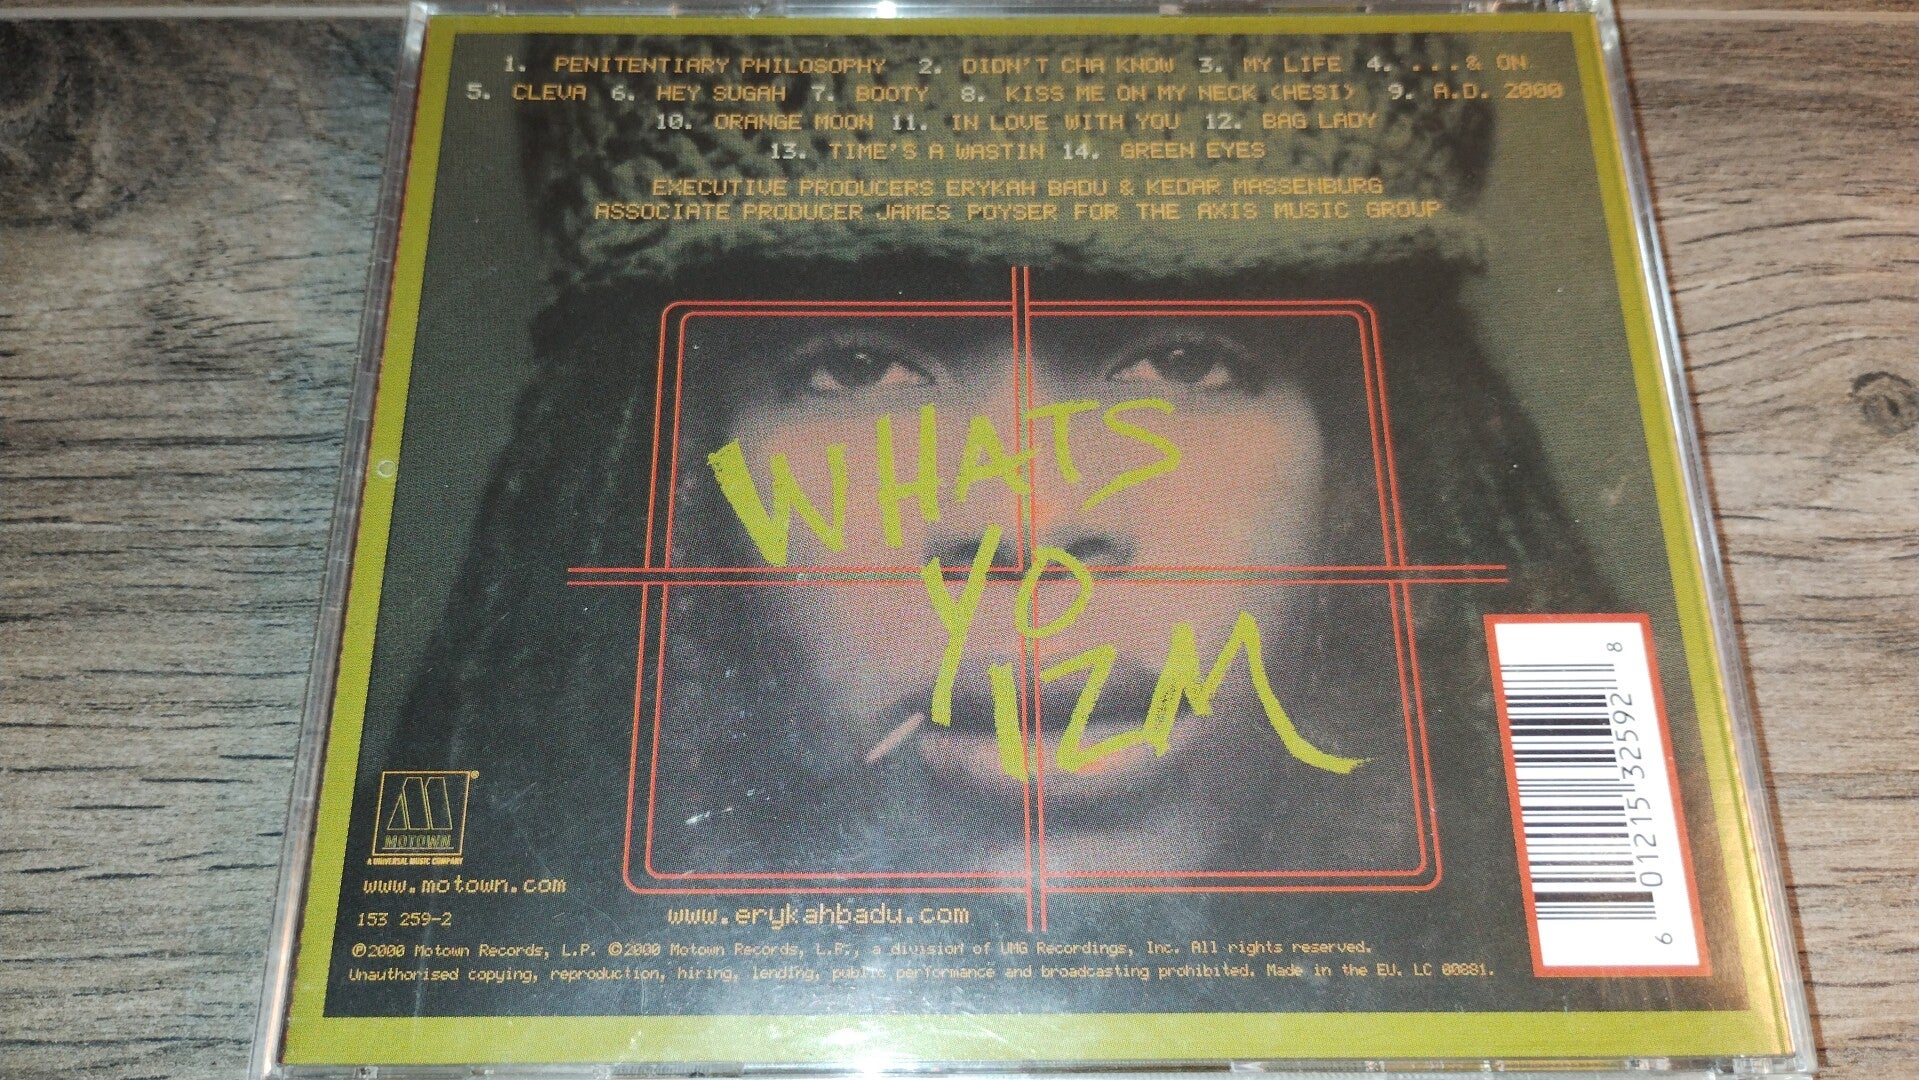 1. PENITENTIARY PHILOSOPHY 2. DIDN'T CHA KNOW 3. MY LIFE 4. ...& ON
5. CLEVA 6. HEY SUGAH 7. BOOTY 8. KISS ME ON MY NECK (HESI) 9. A.D. 2000
10. ORANGE MOON 11. IN LOVE WITH YOU 12. BAG LADY
13. TIME'S A WASTIN 14. GREEN EYES
EXECUTIVE PRODUCERS ERYKAH BADU & KEDAR MASSENBURG
ASSOCIATE PRODUCER JAMES POYSER FOR THE AXIS MUSIC GROUP
WHATS
YO
IZM
MOTOWN®
A UNIVERSAL MUSIC COMPANY
www.motown.com
153 259-2
www.erykahbadu.com
℗2000 Motown Records, L.P. ©2000 Motown Records, L.P., a division of UMG Recordings, Inc. All rights reserved.
Unauthorised copying, reproduction, hiring, lending, public performance and broadcasting prohibited. Made in the EU. LC 00881.
6 01215 32592 8